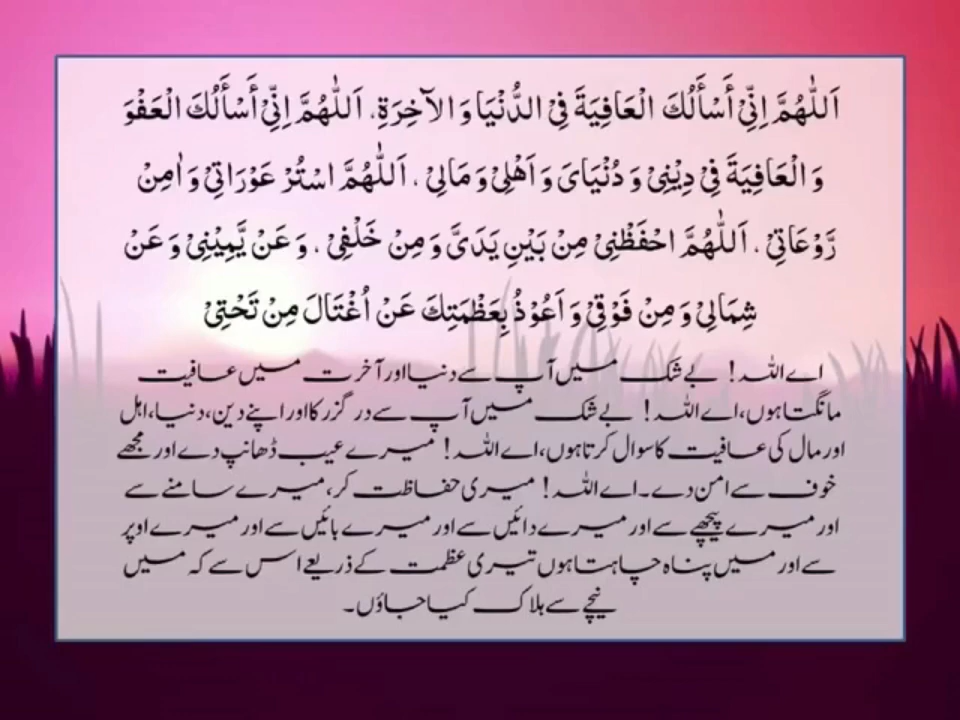 اَللّٰهُمَّ اِنِّیْ أَسْأَلُكَ الْعَافِيَةَ فِی الدُّنْيَا وَ الآخِرَةِ، اَللّٰهُمَّ اِنِّیْ أَسْأَلُكَ الْعَفْوَ
وَ الْعَافِيَةَ فِیْ دِيْنِیْ وَ دُنْيَایَ وَ اَهْلِیْ وَ مَالِیْ ، اَللّٰهُمَّ اسْتُرْ عَوْرَاتِیْ وَ اٰمِنْ
رَّوْعَاتِیْ ، اَللّٰهُمَّ احْفَظْنِیْ مِنْ بَيْنِ يَدَیَّ وَ مِنْ خَلْفِیْ ، وَ عَنْ يَّمِيْنِیْ وَ عَنْ
شِمَالِیْ وَ مِنْ فَوْقِیْ وَ اَعُوْذُ بِعَظْمَتِكَ عَنْ اُغْتَالَ مِنْ تَحْتِیْ
اے اللہ! بے شک میں آپ سے دنیا اور آخرت میں عافیت
مانگتا ہوں، اے اللہ! بے شک میں آپ سے درگزر کا اور اپنے دین، دنیا، اہل
اور مال کی عافیت کا سوال کرتا ہوں، اے اللہ! میرے عیب ڈھانپ دے اور مجھے
خوف سے امن دے۔ اے اللہ! میری حفاظت کر، میرے سامنے سے
اور میرے پیچھے سے اور میرے دائیں سے اور میرے بائیں سے اور میرے اوپر
سے اور میں پناہ چاہتا ہوں تیری عظمت کے ذریعے اس سے کہ میں
نیچے سے ہلاک کیا جاؤں۔